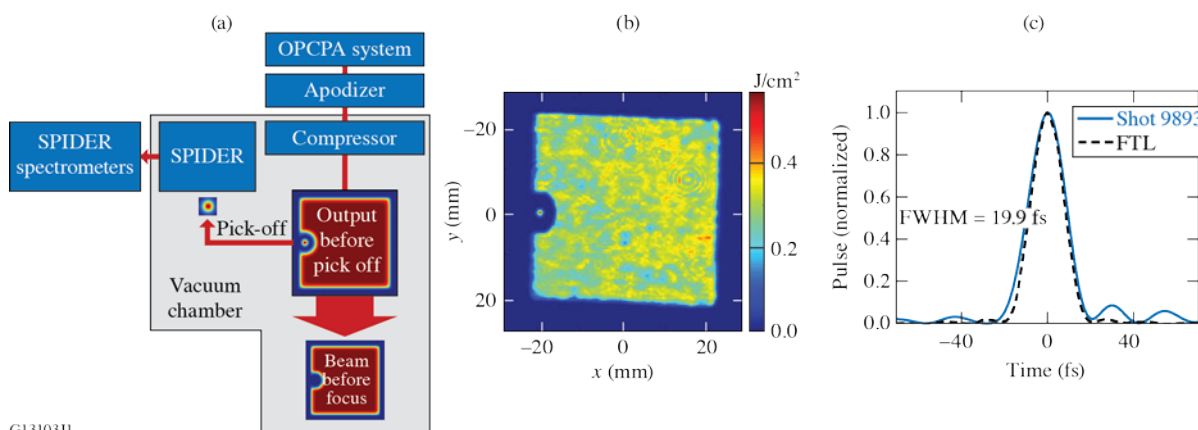 (a)
OPCPA system
Apodizer
Compressor
SPIDER
spectrometers
SPIDER
Pick-off
Output
before
pick off
Vacuum
chamber
Beam
before
focus
(b)
J/cm²
0.4
0.2
0.0
−20
0
20
y (mm)
−20
0
20
x (mm)
(c)
Shot 9893
FTL
FWHM = 19.9 fs
1.0
0.8
0.6
0.4
0.2
0.0
Pulse (normalized)
−40
0
40
Time (fs)